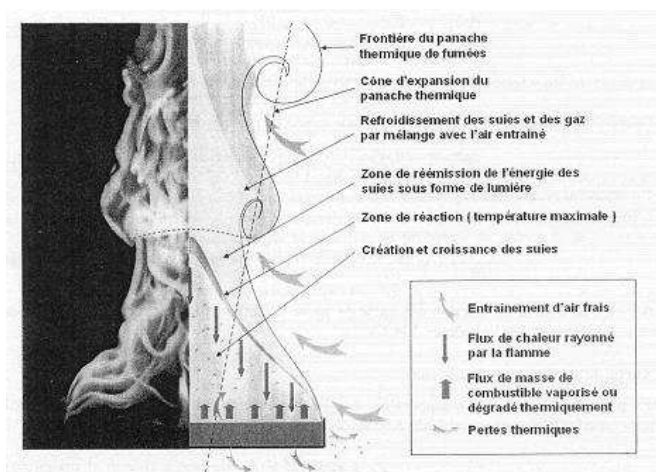 Frontière du panache
thermique de fumées
Cône d'expansion du
panache thermique
Refroidissement des suies et des gaz
par mélange avec l'air entrainé
Zone de réémission de l'énergie des
suies sous forme de lumière
Zone de réaction ( température maximale )
Création et croissance des suies
Entrainement d'air frais
Flux de chaleur rayonné
par la flamme
Flux de masse de
combustible vaporisé ou
dégradé thermiquement
Pertes thermiques